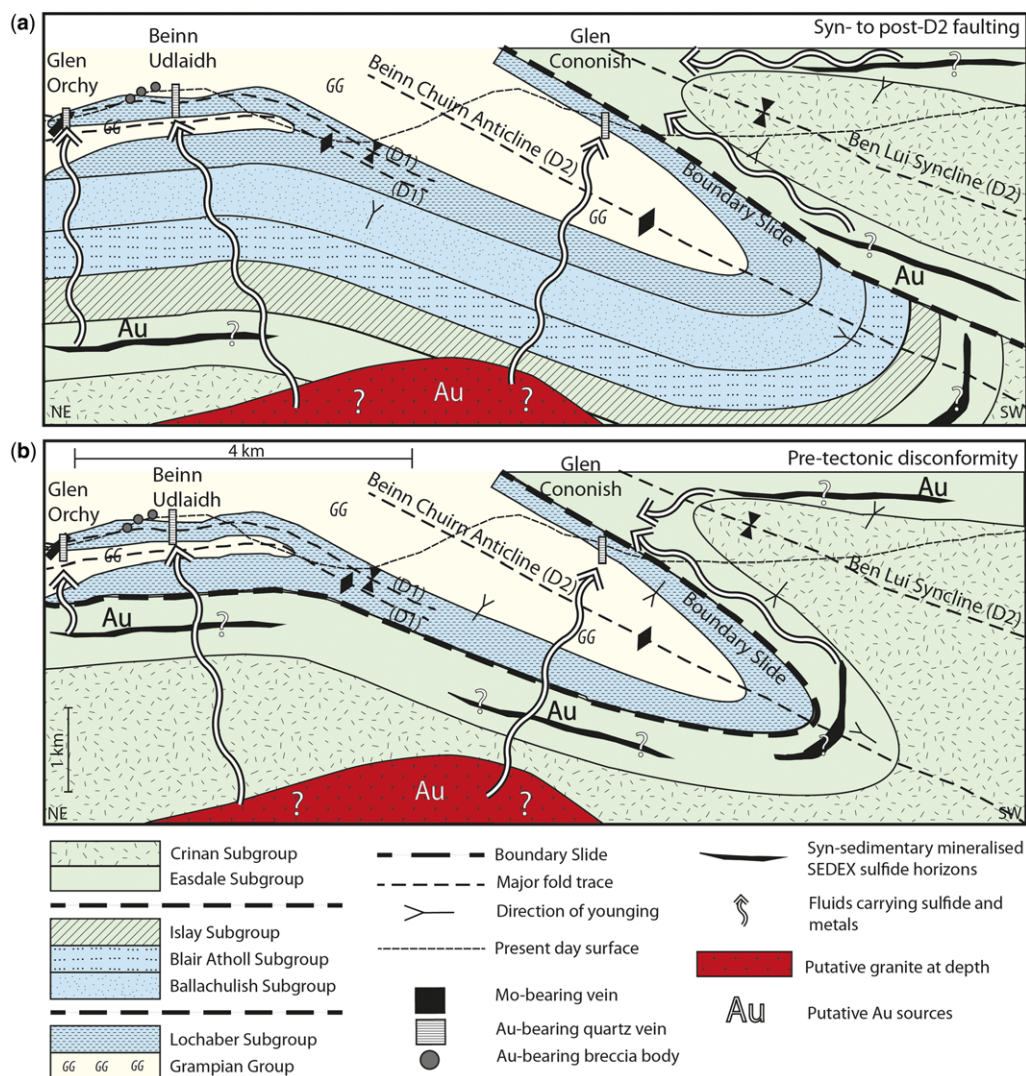 (a)
Syn- to post-D2 faulting
Beinn
Udlaidh
Glen
Orchy
Glen
Cononish
GG
GG
Beinn Chuirn Anticline (D2)
(D1)
(D1)
GG
Boundary Slide
Ben Lui Syncline (D2)
?
?
Au
Au
?
Au
?
?
?
NE
SW
(b)
4 km
Pre-tectonic disconformity
Beinn
Udlaidh
Glen
Orchy
Glen
Cononish
GG
GG
Beinn Chuirn Anticline (D2)
(D1)
(D1)
GG
Boundary Slide
Ben Lui Syncline (D2)
?
Au
Au
?
?
Au
?
?
1 km
Au
?
?
NE
SW
Crinan Subgroup
Easdale Subgroup
Islay Subgroup
Blair Atholl Subgroup
Ballachulish Subgroup
Lochaber Subgroup
GG GG GG
Grampian Group
Boundary Slide
Major fold trace
Direction of younging
Present day surface
Mo-bearing vein
Au-bearing quartz vein
Au-bearing breccia body
Syn-sedimentary mineralised
SEDEX sulfide horizons
Fluids carrying sulfide and
metals
Putative granite at depth
Au
Putative Au sources